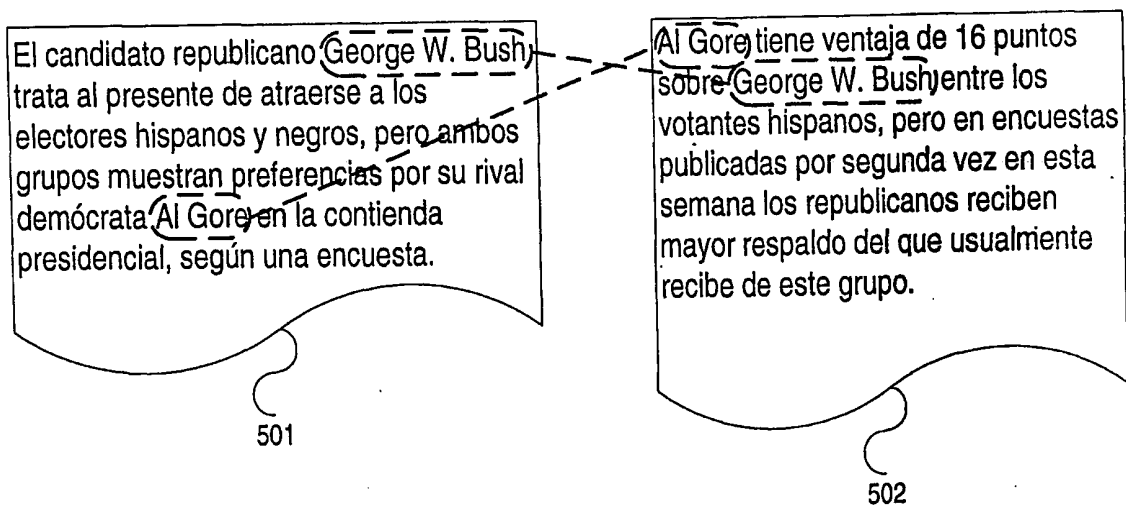 El candidato republicano George W. Bush
trata al presente de atraerse a los
electores hispanos y negros, pero ambos
grupos muestran preferencias por su rival
demócrata Al Gore en la contienda
presidencial, según una encuesta.
501
Al Gore tiene ventaja de 16 puntos
sobre George W. Bush entre los
votantes hispanos, pero en encuestas
publicadas por segunda vez en esta
semana los republicanos reciben
mayor respaldo del que usualmente
recibe de este grupo.
502